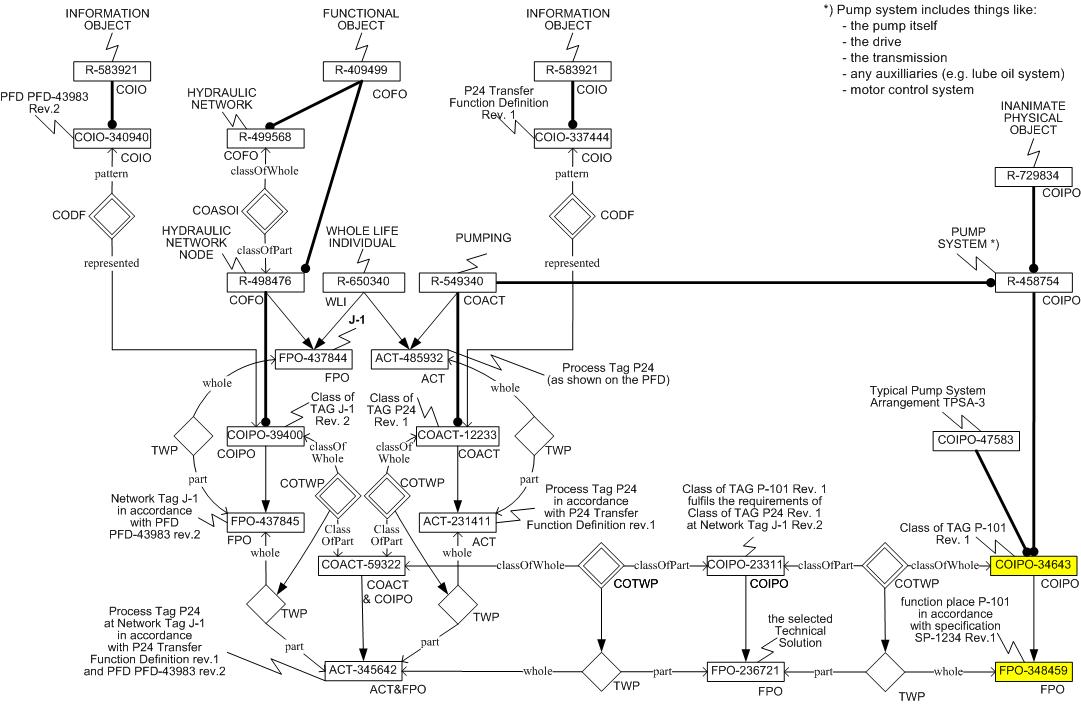 INFORMATION
OBJECT
FUNCTIONAL
OBJECT
INFORMATION
OBJECT
*) Pump system includes things like:
- the pump itself
- the drive
- the transmission
- any auxilliaries (e.g. lube oil system)
- motor control system
R-583921
COIO
R-409499
COFO
R-583921
COIO
PFD PFD-43983
Rev.2
HYDRAULIC
NETWORK
P24 Transfer
Function Definition
Rev. 1
INANIMATE
PHYSICAL
OBJECT
COIO-340940
COIO
R-499568
COFO
COIO-337444
COIO
pattern
classOfWhole
pattern
R-729834
COIPO
CODF
COASOI
CODF
HYDRAULIC
NETWORK
NODE
WHOLE LIFE
INDIVIDUAL
PUMPING
PUMP
SYSTEM *)
classOfPart
represented
represented
R-498476
COFO
R-650340
WLI
R-549340
COACT
R-458754
COIPO
J-1
FPO-437844
FPO
ACT-485932
ACT
Process Tag P24
(as shown on the PFD)
whole
whole
Class of
TAG J-1
Rev. 2
Class of
TAG P24
Rev. 1
Typical Pump System
Arrangement TPSA-3
COIPO-39400
COIPO
COACT-12233
COACT
COIPO-47583
TWP
classOf
Whole
classOf
Whole
TWP
part
COTWP
COTWP
part
Network Tag J-1
in accordance
with PFD
PFD-43983 rev.2
Process Tag P24
in accordance
with P24 Transfer
Function Definition rev.1
Class of TAG P-101 Rev. 1
fulfils the requirements of
Class of TAG P24 Rev. 1
at Network Tag J-1 Rev.2
Class of TAG P-101
Rev. 1
FPO-437845
FPO
ACT-231411
ACT
Class
OfPart
Class
OfPart
whole
whole
COACT-59322
COACT
& COIPO
classOfWhole
COTWP
classOfPart
COIPO-23311
COIPO
classOfPart
COTWP
classOfWhole
COIPO-34643
COIPO
TWP
TWP
function place P-101
in accordance
with specification
SP-1234 Rev.1
the selected
Technical
Solution
Process Tag P24
at Network Tag J-1
in accordance
with P24 Transfer
Function Definition rev.1
and PFD PFD-43983 rev.2
part
part
ACT-345642
ACT&FPO
whole
TWP
part
FPO-236721
FPO
part
TWP
whole
FPO-348459
FPO